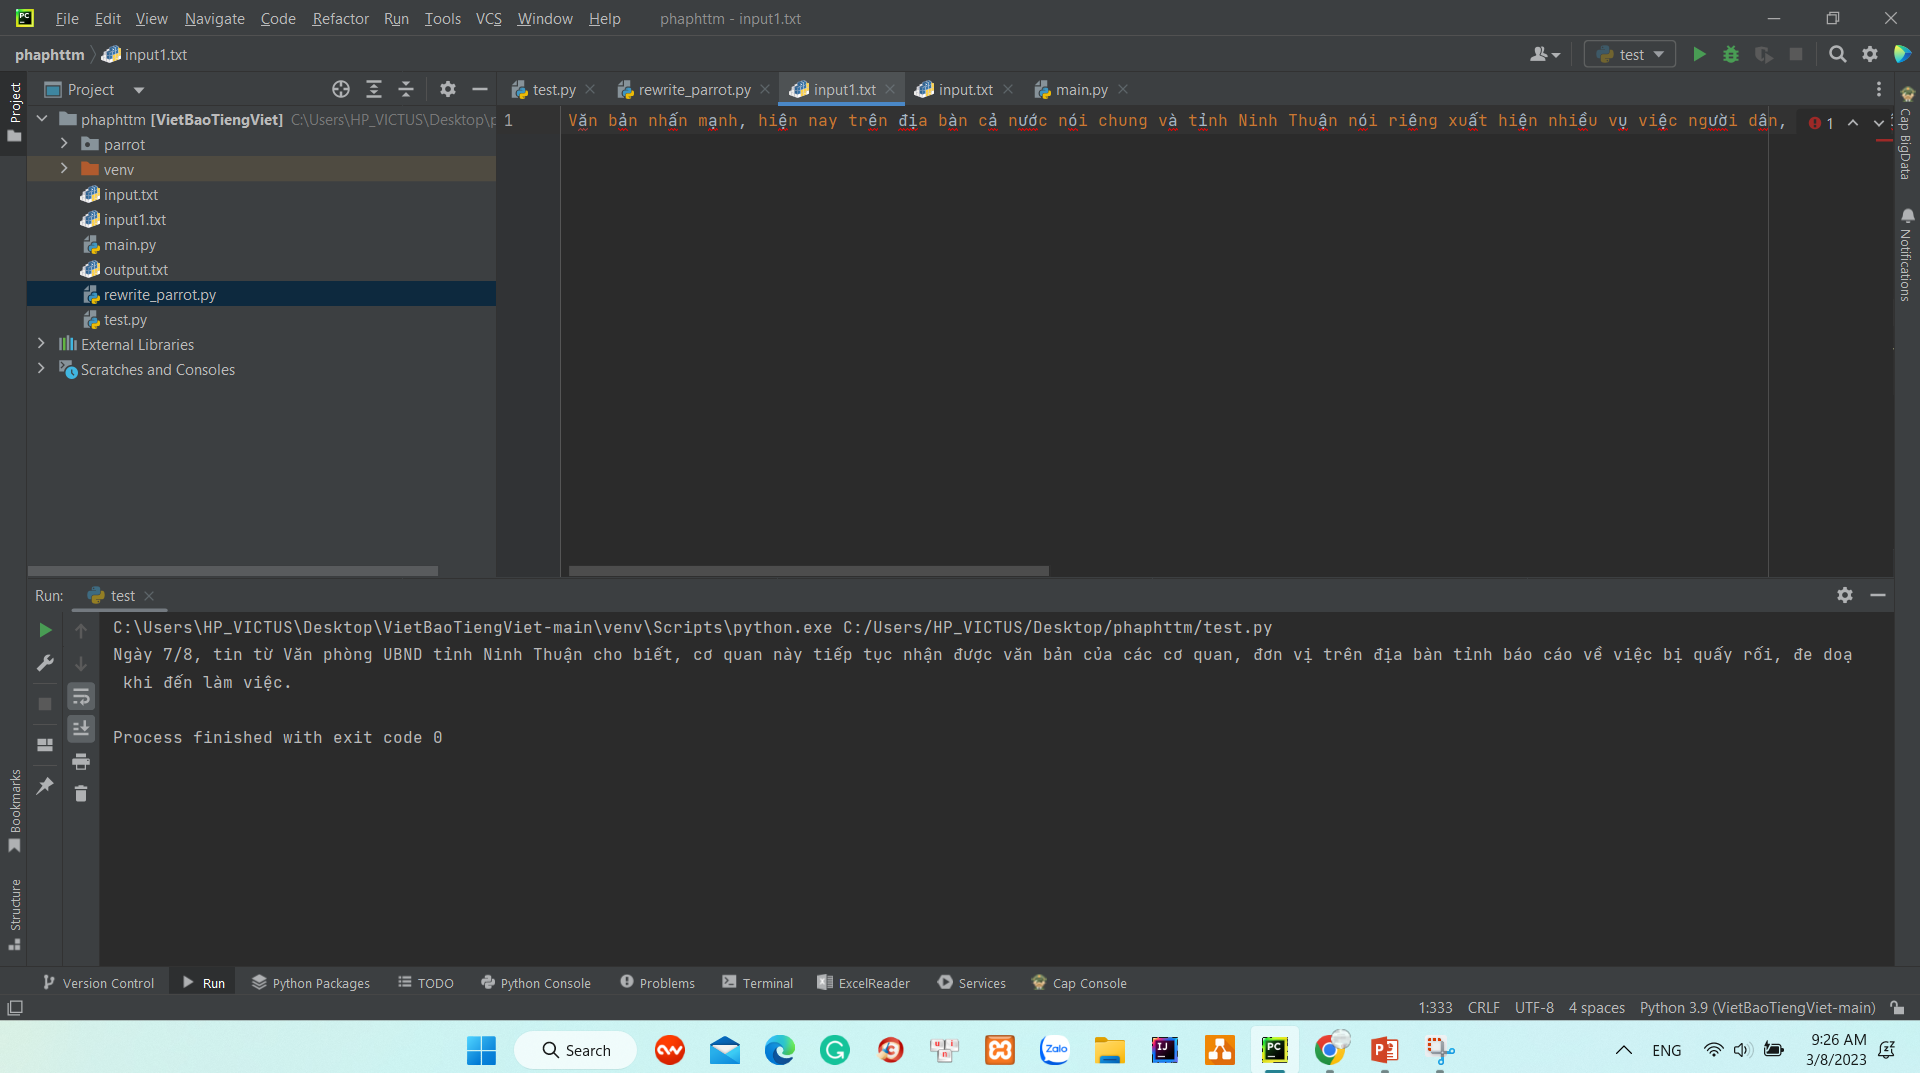 File Edit View Navigate Code Refactor Run Tools VCS Window Help phaphttm - input1.txt
phaphttm input1.txt test
Project
Project
test.py rewrite_parrot.py input1.txt input.txt main.py
phaphttm [VietBaoTiengViet] C:\Users\HP_VICTUS\Desktop\p
parrot
venv
input.txt
input1.txt
main.py
output.txt
rewrite_parrot.py
test.py
External Libraries
Scratches and Consoles
1
Văn bản nhấn mạnh, hiện nay trên địa bàn cả nước nói chung và tỉnh Ninh Thuận nói riêng xuất hiện nhiều vụ việc người dân,
1
Cap BigData
Notifications
Run: test
C:\Users\HP_VICTUS\Desktop\VietBaoTiengViet-main\venv\Scripts\python.exe C:/Users/HP_VICTUS/Desktop/phaphttm/test.py
Ngày 7/8, tin từ Văn phòng UBND tỉnh Ninh Thuận cho biết, cơ quan này tiếp tục nhận được văn bản của các cơ quan, đơn vị trên địa bàn tỉnh báo cáo về việc bị quấy rối, đe doạ
khi đến làm việc.
Process finished with exit code 0
Bookmarks
Structure
Version Control Run Python Packages TODO Python Console Problems Terminal ExcelReader Services Cap Console
1:333 CRLF UTF-8 4 spaces Python 3.9 (VietBaoTiengViet-main)
Search
Zalo
ENG
9:26 AM
3/8/2023